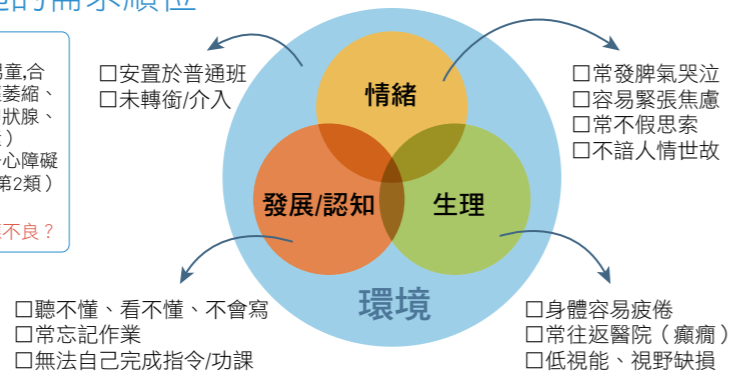 的需求順位
童,合
萎縮、
狀腺、
)
心障礙
第2類)
不良?
□安置於普通班
□未轉銜/介入
情緒
□常發脾氣哭泣
□容易緊張焦慮
□常不假思索
□不諳人情世故
發展/認知
生理
環境
□聽不懂、看不懂、不會寫
□常忘記作業
□無法自己完成指令/功課
□身體容易疲倦
□常往返醫院(癲癇)
□低視能、視野缺損